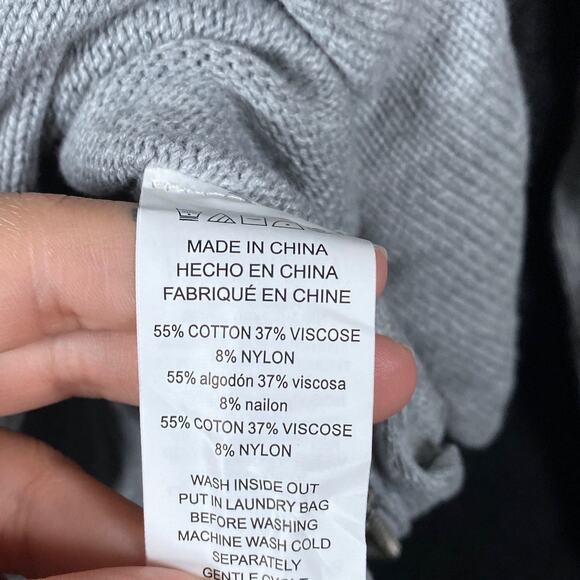 MADE IN CHINA
HECHO EN CHINA
FABRIQUÉ EN CHINE
55% COTTON 37% VISCOSE
8% NYLON
55% algodón 37% viscosa
8% nailon
55% COTON 37% VISCOSE
8% NYLON
WASH INSIDE OUT
PUT IN LAUNDRY BAG
BEFORE WASHING
MACHINE WASH COLD
SEPARATELY
GENTLE CYCLE